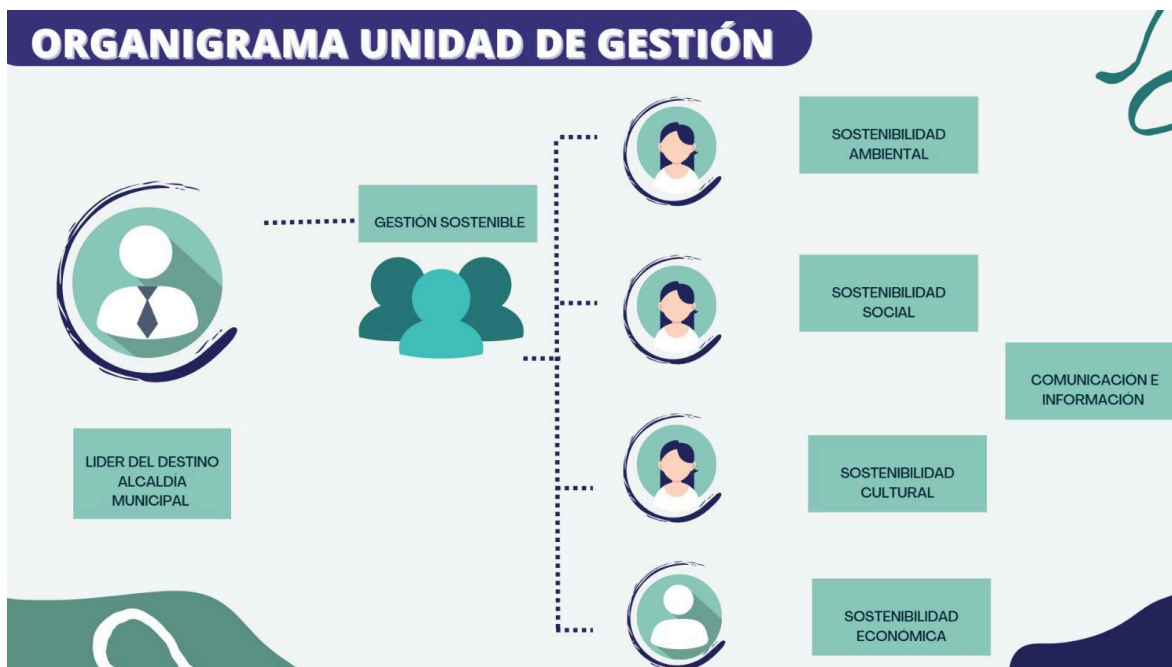 ORGANIGRAMA UNIDAD DE GESTIÓN
LIDER DEL DESTINO
ALCALDÍA
MUNICIPAL
GESTIÓN SOSTENIBLE
SOSTENIBILIDAD
AMBIENTAL
SOSTENIBILIDAD
SOCIAL
SOSTENIBILIDAD
CULTURAL
SOSTENIBILIDAD
ECONÓMICA
COMUNICACIÓN E
INFORMACIÓN